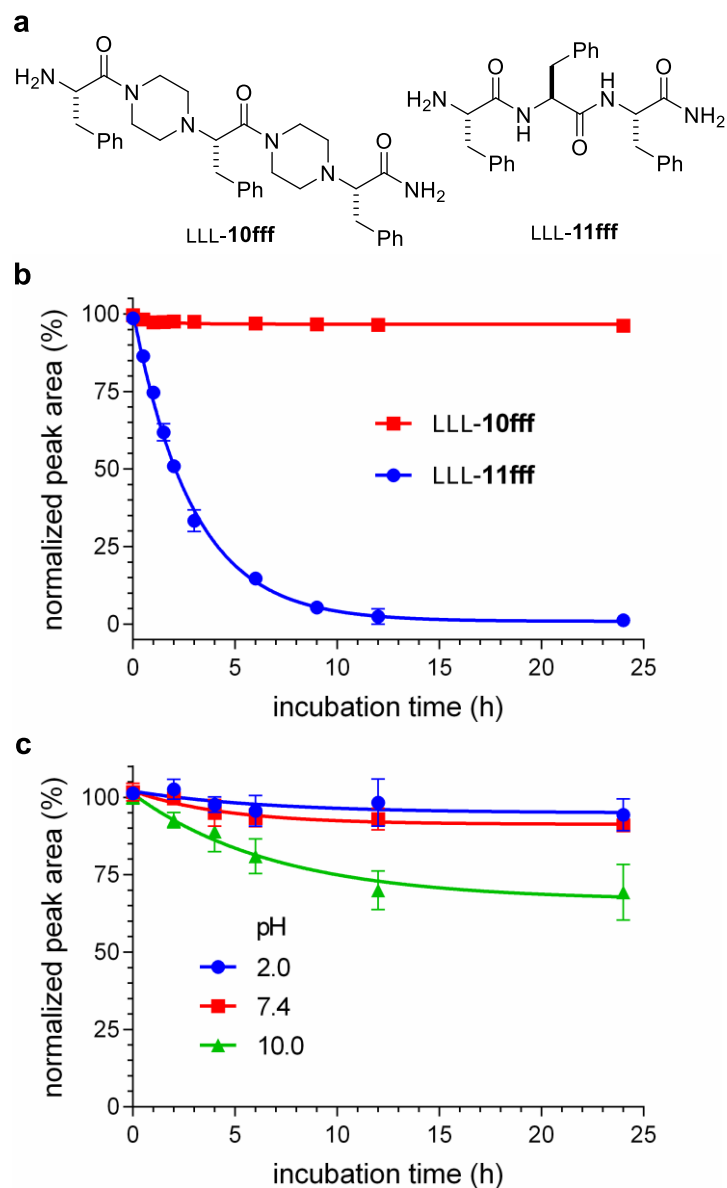 a
O
H₂N
N
Ph
N
O
N
Ph
N
O
NH₂
Ph
LLL-10fff
Ph
O
H
N
O
H₂N
N
H
NH₂
O
Ph
Ph
LLL-11fff
b
normalized peak area (%)
100
75
50
25
0
LLL-10fff
LLL-11fff
0 5 10 15 20 25
incubation time (h)
c
normalized peak area (%)
100
75
50
25
0
pH
2.0
7.4
10.0
0 5 10 15 20 25
incubation time (h)